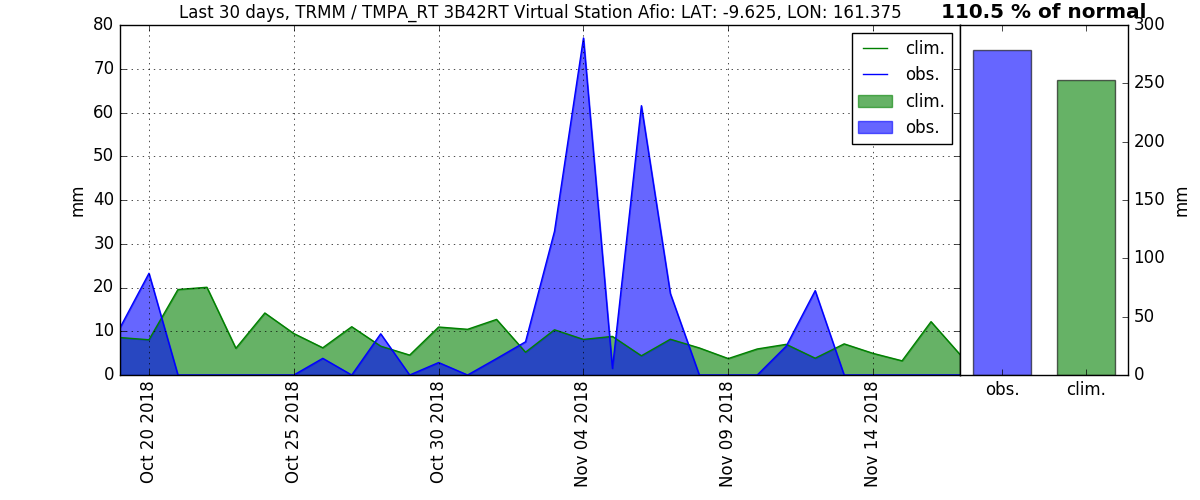 Last 30 days, TRMM / TMPA_RT 3B42RT Virtual Station Afio: LAT: -9.625, LON: 161.375
110.5 % of normal
80
70
60
50
40
30
20
10
0
mm
clim.
obs.
clim.
obs.
Oct 20 2018
Oct 25 2018
Oct 30 2018
Nov 04 2018
Nov 09 2018
Nov 14 2018
300
250
200
150
100
50
0
mm
obs.
clim.